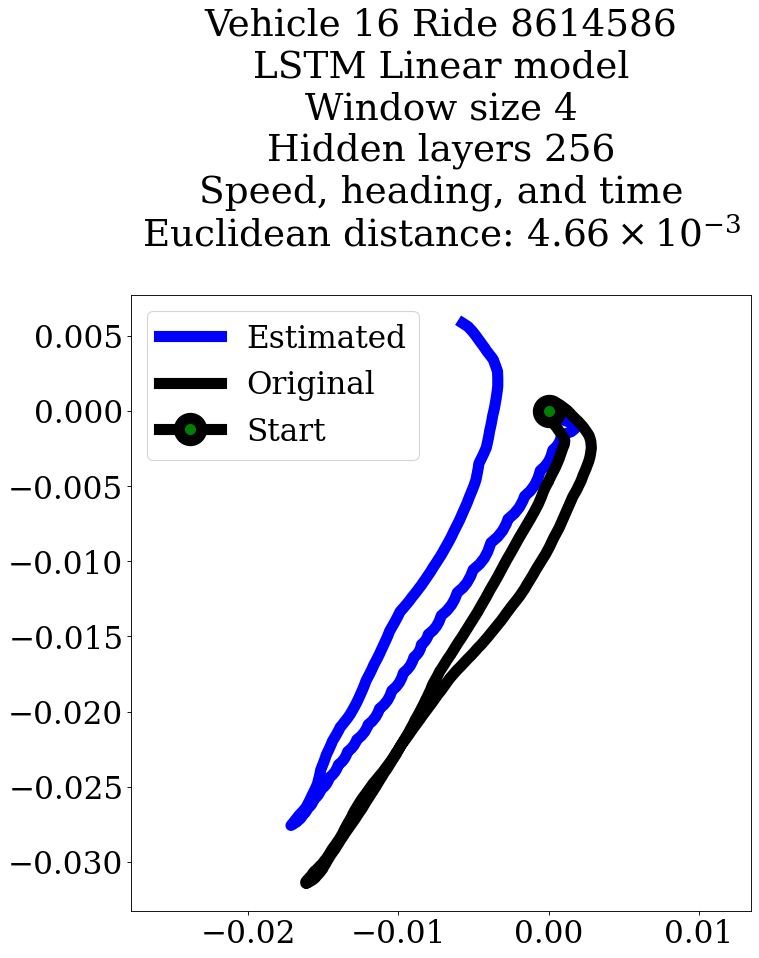 Vehicle 16 Ride 8614586
LSTM Linear model
Window size 4
Hidden layers 256
Speed, heading, and time
Euclidean distance: 4.66 × 10⁻³
Estimated
Original
Start
0.005
0.000
−0.005
−0.010
−0.015
−0.020
−0.025
−0.030
−0.02 −0.01 0.00 0.01